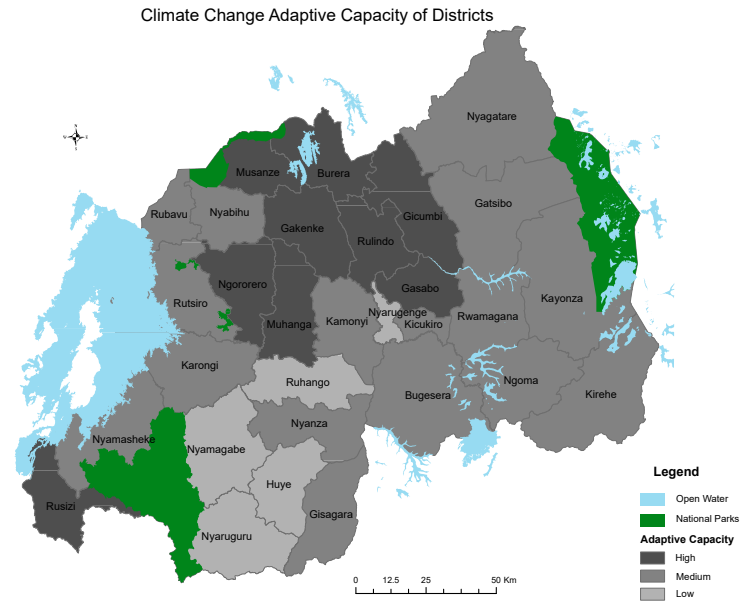 Climate Change Adaptive Capacity of Districts
Nyagatare
Musanze
Burera
Gatsibo
Rubavu
Nyabihu
Gakenke
Gicumbi
Rulindo
Ngororero
Gasabo
Kayonza
Rutsiro
Muhanga
Kamonyi
Nyarugenge
Kicukiro
Rwamagana
Karongi
Ruhango
Bugesera
Ngoma
Kirehe
Nyamasheke
Nyanza
Nyamagabe
Huye
Rusizi
Gisagara
Nyaruguru
Legend
Open Water
National Parks
Adaptive Capacity
High
Medium
Low
0 12.5 25 50 Km